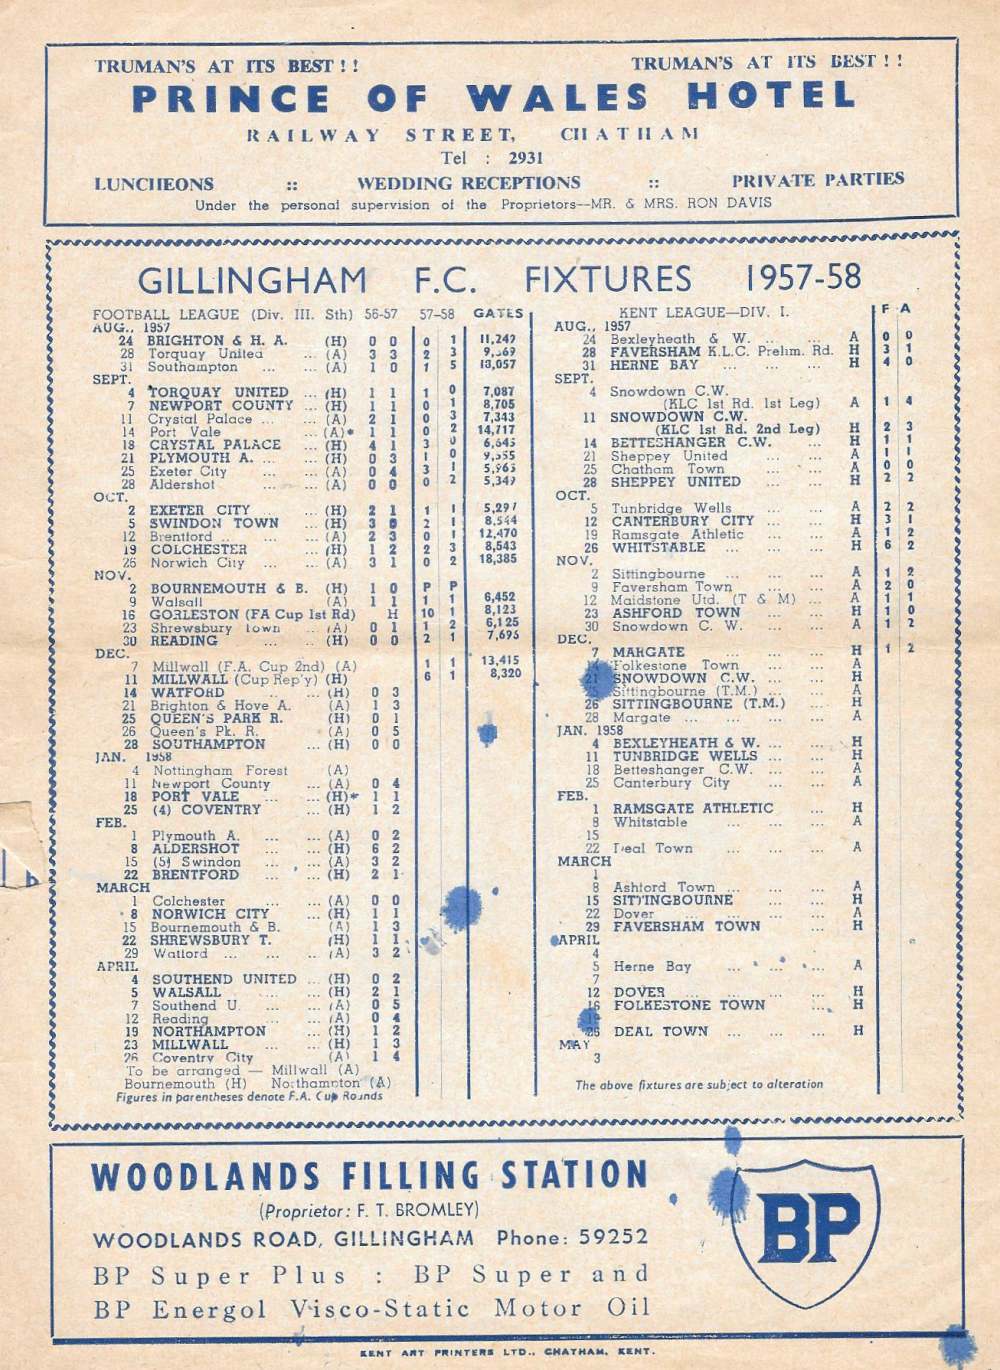 TRUMAN'S AT ITS BEST ! ! TRUMAN'S AT ITS BEST ! !
PRINCE OF WALES HOTEL
RAILWAY STREET, CHATHAM
Tel : 2931
LUNCHEONS :: WEDDING RECEPTIONS :: PRIVATE PARTIES
Under the personal supervision of the Proprietors--MR. & MRS. RON DAVIS
GILLINGHAM F.C. FIXTURES 1957-58
FOOTBALL LEAGUE (Div. III. Sth) 56-57 57-58 GATES
AUG., 1957
24 BRIGHTON & H. A. (H) 0 0 0 1 11,247
28 Torquay United ... (A) 3 3 2 3
31 Southampton ... ... (A) 1 0 1 5 13,057
SEPT.
4 TORQUAY UNITED ... (H) 1 1 1 0 7,087
7 NEWPORT COUNTY ... (H) 1 1 0 1 8,705
11 Crystal Palace ... ... (A) 2 1 0 3 7,343
14 Port Vale ... (A)* 1 1 0 2 14,717
18 CRYSTAL PALACE ... (H) 4 1 3 0 6,645
21 PLYMOUTH A. ... ... (H) 0 3 1 0
25 Exeter City ... ... (A) 0 4 3 1 5,963
28 Aldershot ... ... (A) 0 0 0 2 5,347
OCT.
2 EXETER CITY ... ... (H) 2 1 1 1
5 SWINDON TOWN ... (H) 3 0 2 1 8,544
12 Brentford .. ... ... (A) 2 3 0 1 12,470
19 COLCHESTER ... (H) 1 2 2 3 8,543
26 Norwich City ... ... (A) 3 1 0 2 18,385
NOV.
2 BOURNEMOUTH & B. (H) 1 0 P P
9 Walsall (A) 1 1 1 1 6,452
16 GORLESTON (FA Cup 1st Rd) H 10 1 8,123
23 Shrewsbury Town .. (A) 0 1 1 2 6,125
30 READING ... ... (H) 0 0 2 1 7,695
DEC.
7 Millwall (F.A. Cup 2nd) (A) 1 1 13,415
11 MILLWALL (Cup Rep'y) (H) 6 1 8,320
14 WATFORD ... ... (H) 0 3
21 Brighton & Hove A. (A) 1 3
25 QUEEN'S PARK R. (H) 0 1
26 Queen's Pk. R. (A) 0 5
28 SOUTHAMPTON ... (H) 0 0
JAN. 1958
4 Nottingham Forest (A)
11 Newport County ... (A) 0 4
18 PORT VALE ... ... (H)* 1 1
25 (4) COVENTRY ... (H) 1 2
FEB.
1 Plymouth A. ... ... (A) 0 2
8 ALDERSHOT ... ... (H) 6 2
15 (5) Swindon ... ... (A) 3 2
22 BRENTFORD ... ... (H) 2 1
MARCH
1 Colchester ... ... (A) 0 0
8 NORWICH CITY ... (H) 1 1
15 Bournemouth & B. (A) 1 3
22 SHREWSBURY T. (H) 1 1
29 Watford ... ... ... (A) 3 2
APRIL
4 SOUTHEND UNITED ... (H) 0 2
5 WALSALL ... ... (H) 2 1
7 Southend U. ... ... (A) 0 5
12 Reading ... ... (A) 0 4
19 NORTHAMPTON ... (H) 1 2
23 MILLWALL ... ... (H) 1 3
26 Coventry City ... (A) 1 4
To be arranged — Millwall (A)
Bournemouth (H) Northampton (A)
Figures in parentheses denote F.A. Cup Rounds
KENT LEAGUE—DIV. I. F A
AUG., 1957
24 Bexleyheath & W. ... ... A 0 0
28 FAVERSHAM K.L.C. Prelim. Rd. H 3 1
31 HERNE BAY ... ... ... H 4 0
SEPT.
4 Snowdown C.W.
(KLC 1st Rd. 1st Leg) A 1 4
11 SNOWDOWN C.W.
(KLC 1st Rd. 2nd Leg) H 2 3
14 BETTESHANGER C.W. ... H 1 1
21 Sheppey United ... ... A 1 1
25 Chatham Town ... ... A 0 0
28 SHEPPEY UNITED ... ... H 2 2
OCT.
5 Tunbridge Wells ... ... A 2 2
12 CANTERBURY CITY ... ... H 3 1
19 Ramsgate Athletic ... ... A 1 2
26 WHITSTABLE ... ... ... H 6 2
NOV.
2 Sittingbourne ... ... ... A 1 2
9 Faversham Town ... ... A 2 0
12 Maidstone Utd. (T & M) ... A 1 1
23 ASHFORD TOWN ... ... H 1 0
30 Snowdown C. W. ... ... A 1 2
DEC.
7 MARGATE ... ... ... H 1 2
Folkestone Town ... A
21 SNOWDOWN C.W. ... ... H
25 Sittingbourne (T.M.) ... ... A
26 SITTINGBOURNE (T.M.) ... H
28 Margate ... ... ... A
JAN. 1958
4 BEXLEYHEATH & W. ... ... H
11 TUNBRIDGE WELLS ... ... H
18 Betteshanger C.W. ... ... A
25 Canterbury City ... ... A
FEB.
1 RAMSGATE ATHLETIC ... H
8 Whitstable ... ... ... A
15
22 Deal Town ... ... ... A
MARCH
1
8 Ashford Town ... ... ... A
15 SITTINGBOURNE ... ... H
22 Dover ... ... ... ... A
29 FAVERSHAM TOWN ... H
APRIL
4
5 Herne Bay ... ... ... A
7
12 DOVER ... ... ... H
16 FOLKESTONE TOWN ... H
19
26 DEAL TOWN ... ... ... H
MAY
3
The above fixtures are subject to alteration
WOODLANDS FILLING STATION
(Proprietor: F. T. BROMLEY)
WOODLANDS ROAD, GILLINGHAM Phone: 59252
BP Super Plus : BP Super and
BP Energol Visco-Static Motor Oil
BP
KENT ART PRINTERS LTD., CHATHAM, KENT.